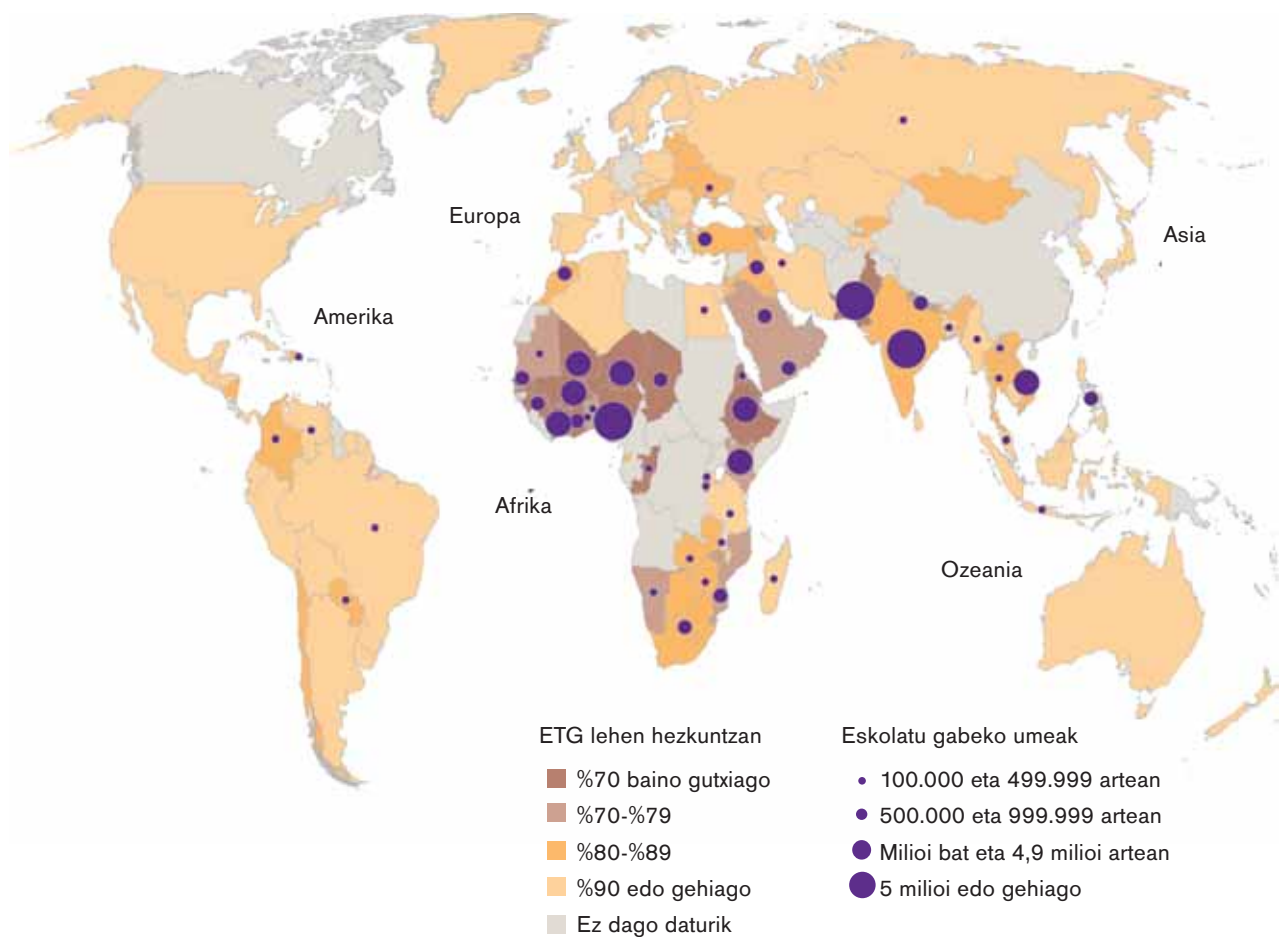 Europa
Asia
Amerika
Afrika
Ozeania
ETG lehen hezkuntzan
%70 baino gutxiago
%70-%79
%80-%89
%90 edo gehiago
Ez dago daturik
Eskolatu gabeko umeak
100.000 eta 499.999 artean
500.000 eta 999.999 artean
Milioi bat eta 4,9 milioi artean
5 milioi edo gehiago